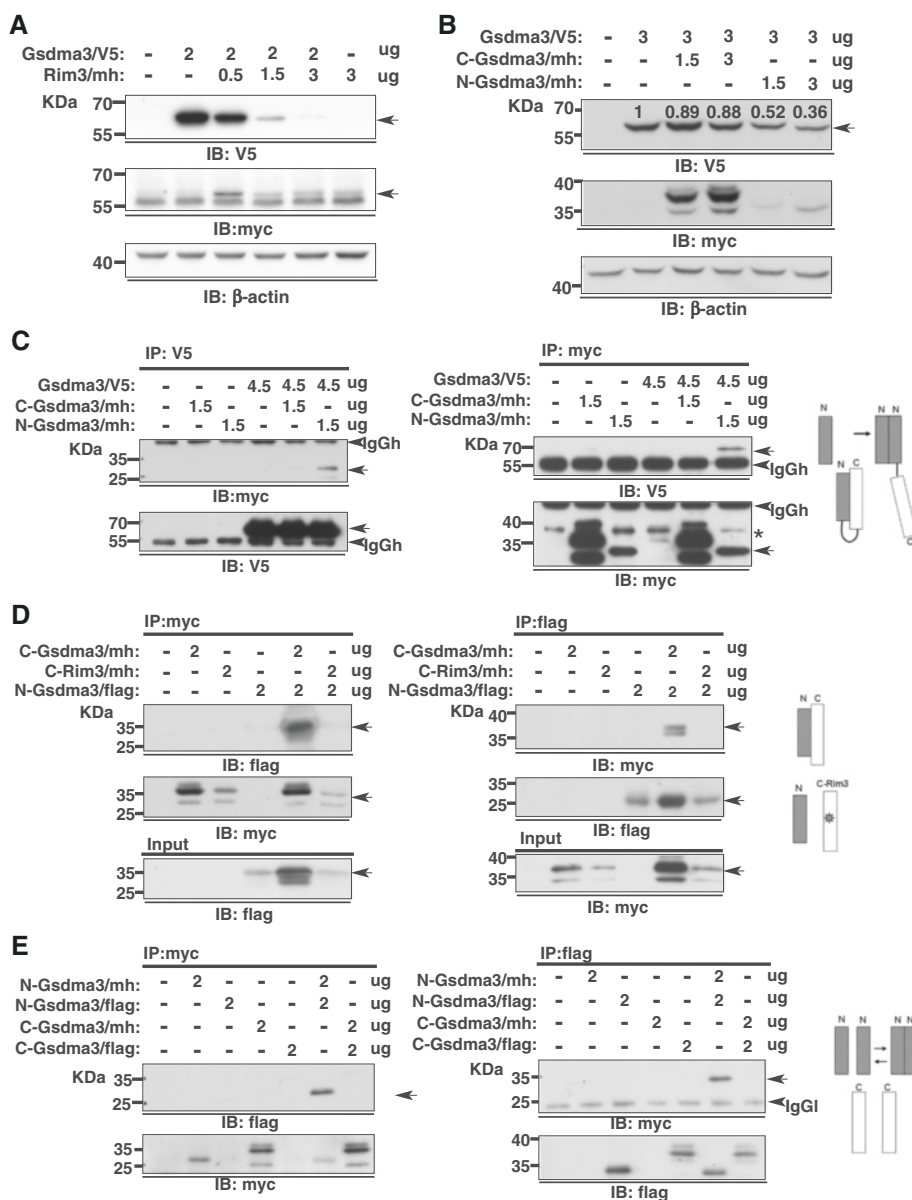 A
Gsdma3/V5: - 2 2 2 2 - ug
Rim3/mh: - - 0.5 1.5 3 3 ug
KDa
70
55
IB: V5
70
55
IB:myc
40
IB: β-actin
B
Gsdma3/V5: - 3 3 3 3 3 ug
C-Gsdma3/mh: - - 1.5 3 ug
N-Gsdma3/mh: - - 1.5 3 ug
KDa
70
55
1 0.89 0.88 0.52 0.36
IB: V5
40
35
IB: myc
40
IB: β-actin
C
IP: V5
Gsdma3/V5: - - - 4.5 4.5 4.5 ug
C-Gsdma3/mh: - 1.5 - - 1.5 - ug
N-Gsdma3/mh: - - 1.5 - - 1.5 ug
KDa
IgGh
35
25
IB:myc
70
55
IgGh
IB: V5
IP: myc
Gsdma3/V5: - - - 4.5 4.5 4.5 ug
C-Gsdma3/mh: - 1.5 - - 1.5 - ug
N-Gsdma3/mh: - - 1.5 - - 1.5 ug
KDa
70
55
IgGh
IB: V5
IgGh
40
35
*
IB: myc
N N N
N C
C
D
IP:myc
C-Gsdma3/mh: - 2 - - 2 - ug
C-Rim3/mh: - - 2 - - 2 ug
N-Gsdma3/flag: - - - 2 2 2 ug
KDa
35
25
IB: flag
35
25
IB: myc
Input
35
25
IB: flag
IP:flag
C-Gsdma3/mh: - 2 - - 2 - ug
C-Rim3/mh: - - 2 - - 2 ug
N-Gsdma3/flag: - - - 2 2 2 ug
KDa
40
35
IB: myc
35
25
IB: flag
Input
40
35
IB: myc
N C
C-Rim3
N
E
IP:myc
N-Gsdma3/mh: - 2 - - - 2 - ug
N-Gsdma3/flag: - - 2 - - 2 - ug
C-Gsdma3/mh: - - - 2 - - 2 ug
C-Gsdma3/flag: - - - - 2 - 2 ug
KDa
35
25
IB: flag
35
25
IB: myc
IP:flag
N-Gsdma3/mh: - 2 - - - 2 - ug
N-Gsdma3/flag: - - 2 - - 2 - ug
C-Gsdma3/mh: - - - 2 - - 2 ug
C-Gsdma3/flag: - - - - 2 - 2 ug
KDa
35
25
IgGl
IB: myc
40
35
IB: flag
N N N N
C C